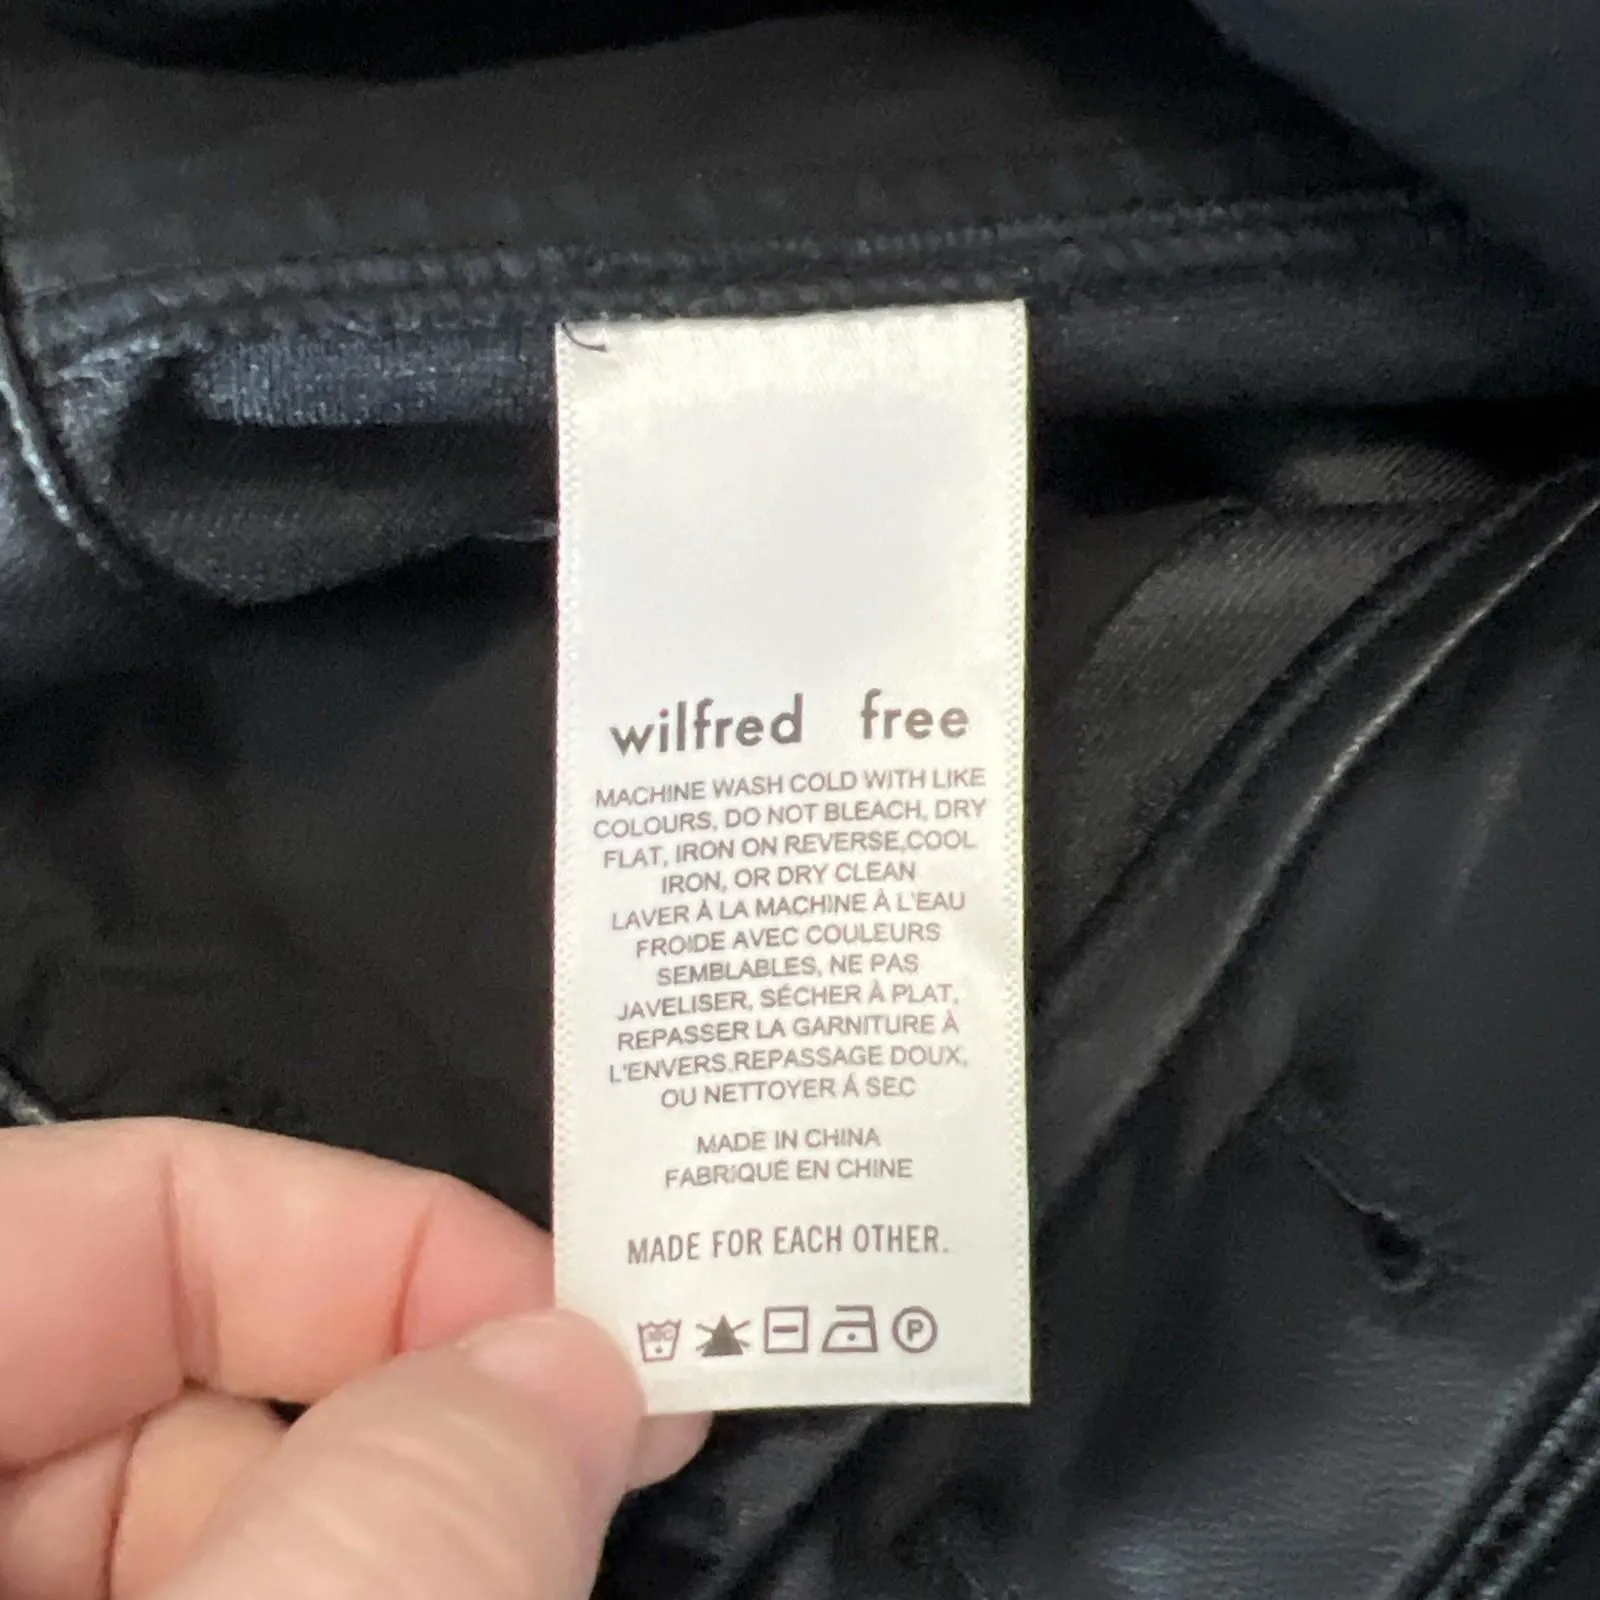 wilfred free
MACHINE WASH COLD WITH LIKE
COLOURS, DO NOT BLEACH, DRY
FLAT, IRON ON REVERSE,COOL
IRON, OR DRY CLEAN
LAVER À LA MACHINE À L'EAU
FROIDE AVEC COULEURS
SEMBLABLES, NE PAS
JAVELISER, SÉCHER À PLAT,
REPASSER LA GARNITURE À
L'ENVERS,REPASSAGE DOUX,
OU NETTOYER À SEC
MADE IN CHINA
FABRIQUÉ EN CHINE
MADE FOR EACH OTHER.
30C P